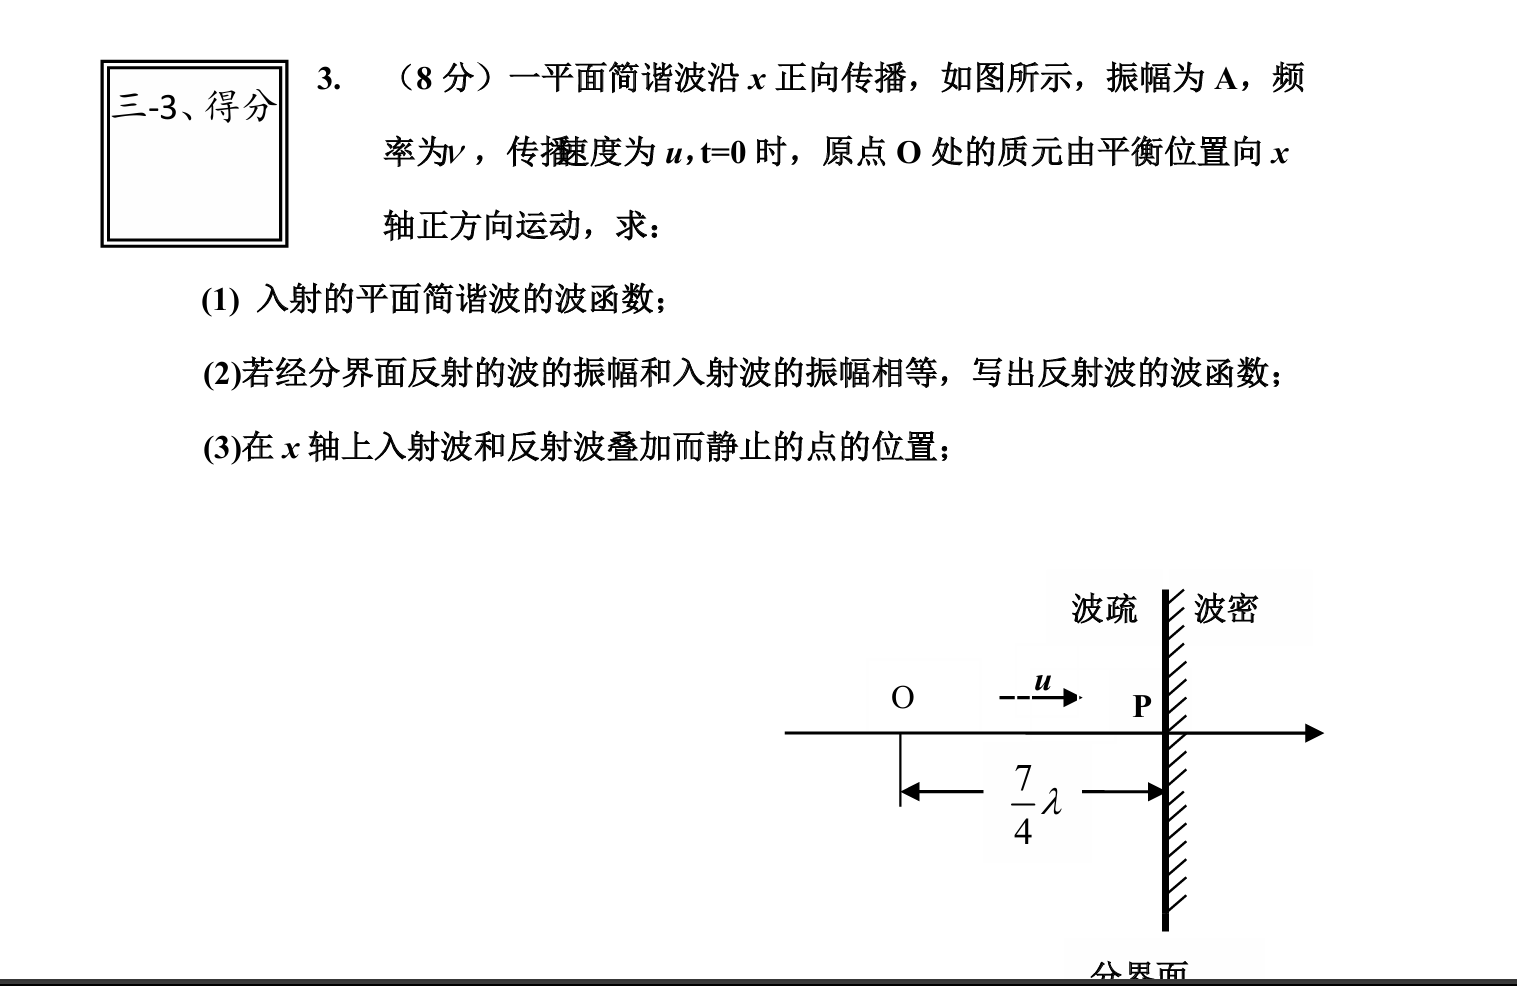 三-3、得分
3. （8 分）一平面简谐波沿 x 正向传播，如图所示，振幅为 A，频
率为ν，传播速度为 u，t=0 时，原点 O 处的质元由平衡位置向 x
轴正方向运动，求：
(1) 入射的平面简谐波的波函数；
(2)若经分界面反射的波的振幅和入射波的振幅相等，写出反射波的波函数；
(3)在 x 轴上入射波和反射波叠加而静止的点的位置；
波疏 波密
u
O P
7
λ
4
分界面